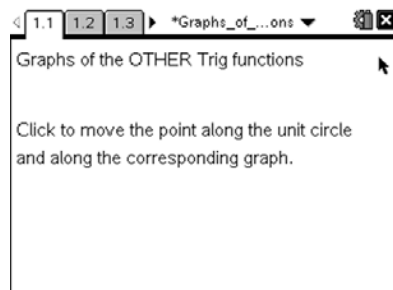 1.1 1.2 1.3 *Graphs_of_...ons
Graphs of the OTHER Trig functions
Click to move the point along the unit circle
and along the corresponding graph.